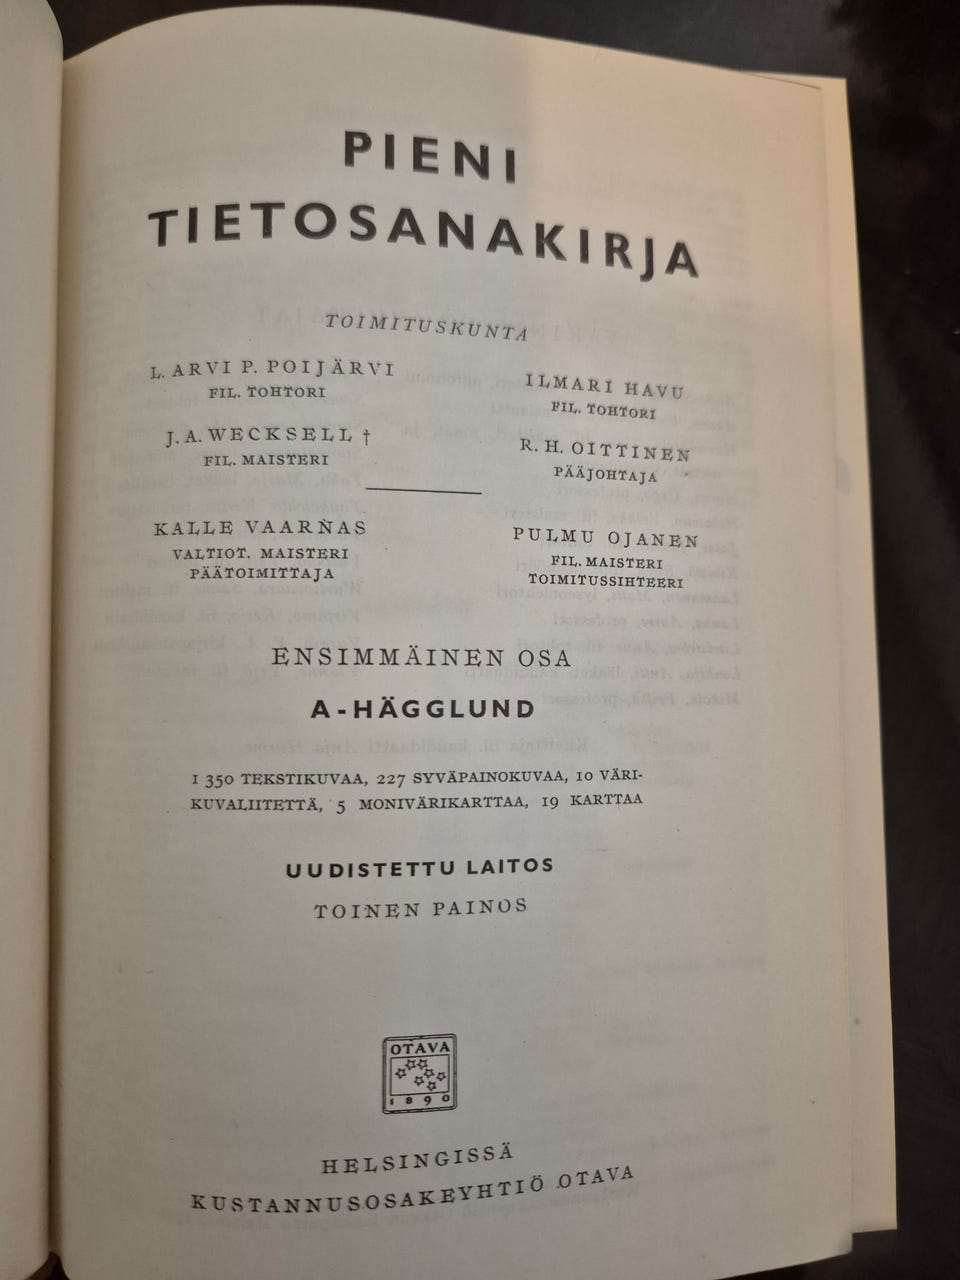 PIENI
TIETOSANAKIRJA
TOIMITUSKUNTA
L. ARVI P. POIJÄRVI
FIL. TOHTORI
ILMARI HAVU
FIL. TOHTORI
J. A. WECKSELL †
FIL. MAISTERI
R. H. OITTINEN
PÄÄJOHTAJA
KALLE VAARNAS
VALTIOT. MAISTERI
PÄÄTOIMITTAJA
PULMU OJANEN
FIL. MAISTERI
TOIMITUSSIHTEERI
ENSIMMÄINEN OSA
A-HÄGGLUND
1 350 TEKSTIKUVAA, 227 SYVÄPAINOKUVAA, 10 VÄRI-
KUVALIITETTÄ, 5 MONIVÄRIKARTTAA, 19 KARTTAA
UUDISTETTU LAITOS
TOINEN PAINOS
OTAVA
1890
HELSINGISSÄ
KUSTANNUSOSAKEYHTIÖ OTAVA